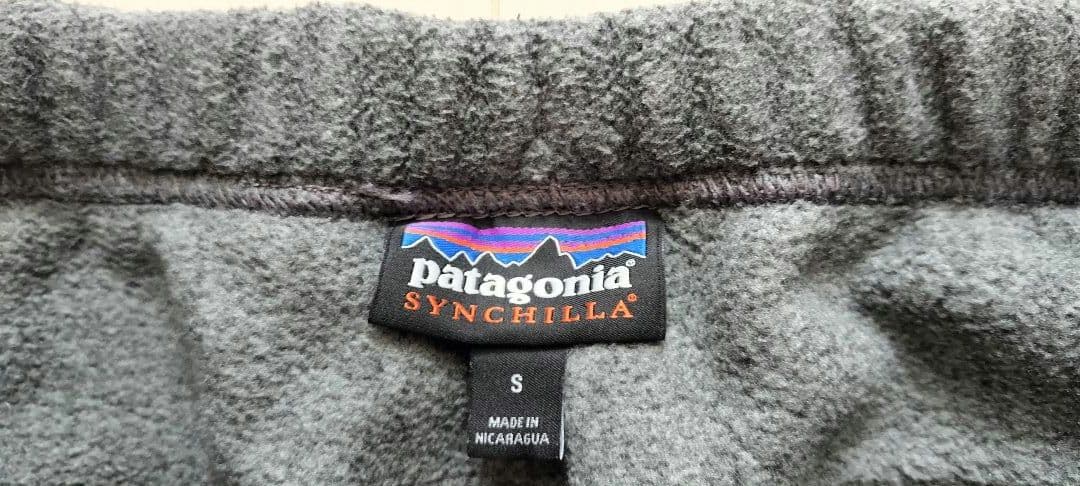 patagonia®
SYNCHILLA®
S
MADE IN
NICARAGUA